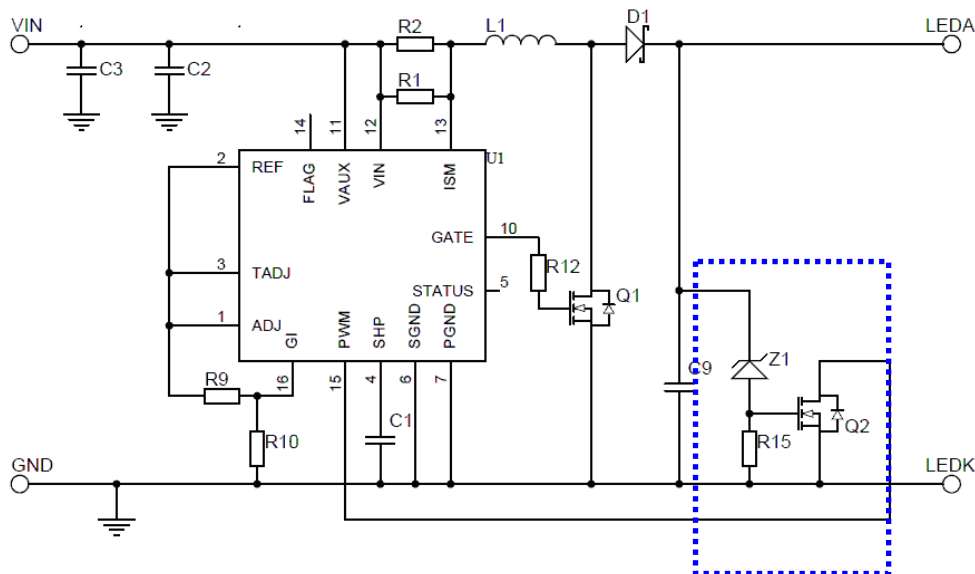 VIN
R2
L1
D1
LEDA
C3
C2
R1
14
11
12
13
U1
2
REF
FLAG
VAUX
VIN
ISM
GATE
10
R12
3
TADJ
STATUS
5
Q1
1
ADJ
GI
PWM
SHP
SGND
PGND
C9
Z1
R9
16
15
4
6
7
R10
C1
R15
Q2
GND
LEDK